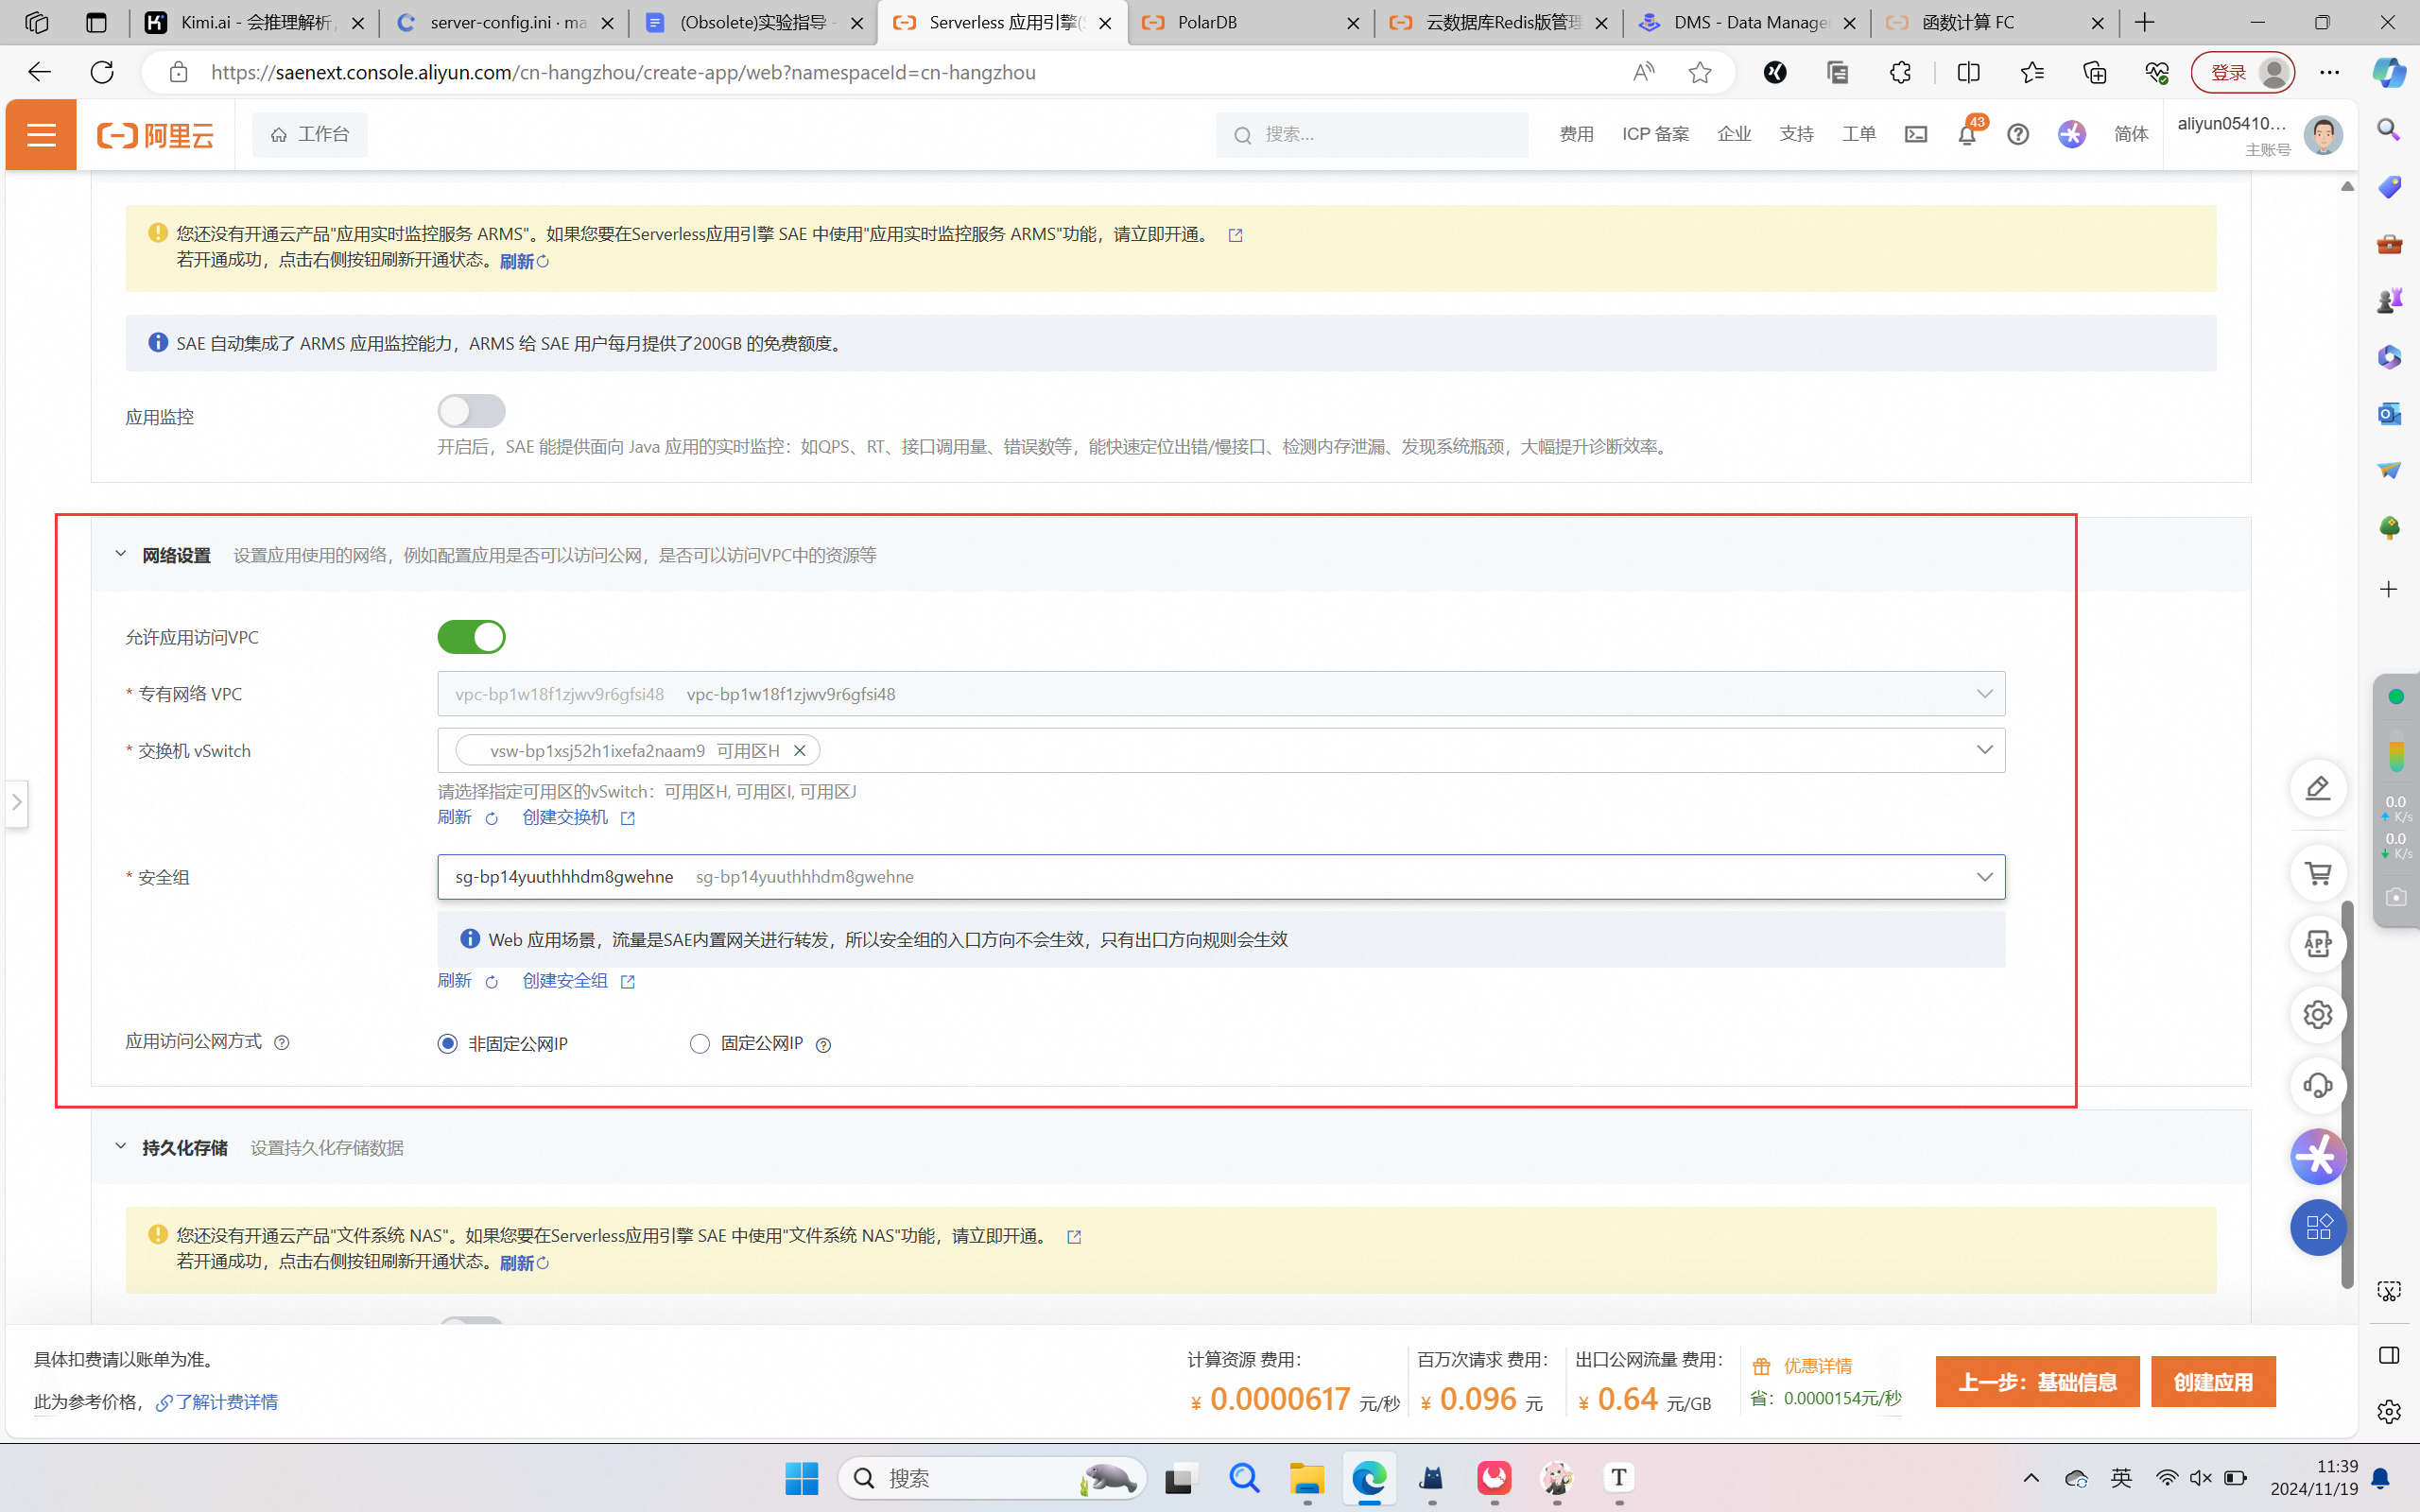 Kimi.ai - 会推理解析,
server-config.ini · ma
(Obsolete)实验指导 -
Serverless 应用引擎(S
PolarDB
云数据库Redis版管理
DMS - Data Manage
函数计算 FC
https://saenext.console.aliyun.com/cn-hangzhou/create-app/web?namespaceId=cn-hangzhou
登录
阿里云
工作台
搜索...
费用
ICP 备案
企业
支持
工单
43
简体
aliyun05410...
主账号
您还没有开通云产品"应用实时监控服务 ARMS"。如果您要在Serverless应用引擎 SAE 中使用"应用实时监控服务 ARMS"功能，请立即开通。
若开通成功，点击右侧按钮刷新开通状态。刷新
SAE 自动集成了 ARMS 应用监控能力，ARMS 给 SAE 用户每月提供了200GB 的免费额度。
应用监控
开启后，SAE 能提供面向 Java 应用的实时监控：如QPS、RT、接口调用量、错误数等，能快速定位出错/慢接口、检测内存泄漏、发现系统瓶颈，大幅提升诊断效率。
网络设置 设置应用使用的网络，例如配置应用是否可以访问公网，是否可以访问VPC中的资源等
允许应用访问VPC
* 专有网络 VPC
vpc-bp1w18f1zjwv9r6gfsi48 vpc-bp1w18f1zjwv9r6gfsi48
* 交换机 vSwitch
vsw-bp1xsj52h1ixefa2naam9 可用区H
请选择指定可用区的vSwitch：可用区H, 可用区I, 可用区J
刷新 创建交换机
* 安全组
sg-bp14yuuthhhdm8gwehne sg-bp14yuuthhhdm8gwehne
Web 应用场景，流量是SAE内置网关进行转发，所以安全组的入口方向不会生效，只有出口方向规则会生效
刷新 创建安全组
应用访问公网方式
非固定公网IP
固定公网IP
0.0
K/s
0.0
K/s
APP
持久化存储 设置持久化存储数据
您还没有开通云产品"文件系统 NAS"。如果您要在Serverless应用引擎 SAE 中使用"文件系统 NAS"功能，请立即开通。
若开通成功，点击右侧按钮刷新开通状态。刷新
具体扣费请以账单为准。
此为参考价格，了解计费详情
计算资源 费用：
¥ 0.0000617 元/秒
百万次请求 费用：
¥ 0.096 元
出口公网流量 费用：
¥ 0.64 元/GB
优惠详情
省：0.0000154元/秒
上一步：基础信息
创建应用
搜索
T
英
11:39
2024/11/19